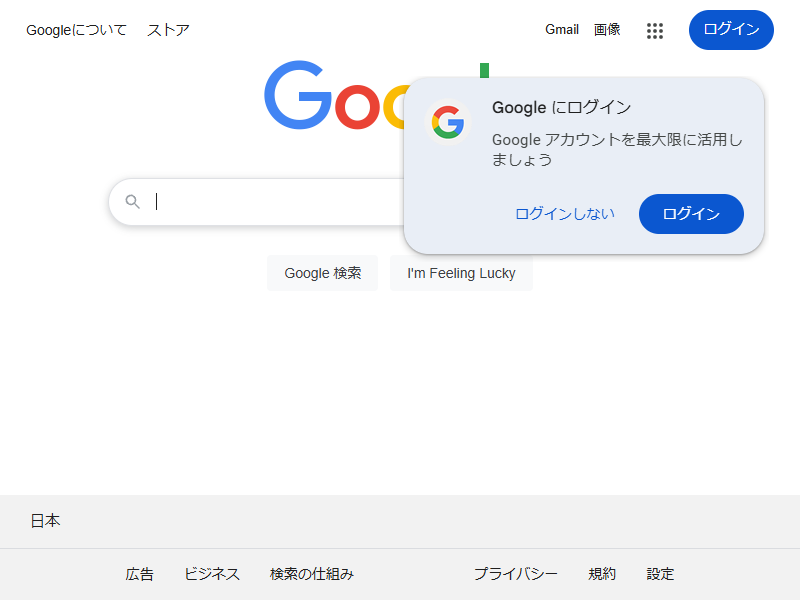 Googleについて ストア Gmail 画像 ログイン
Goo
Google にログイン
Google アカウントを最大限に活用し
ましょう
ログインしない ログイン
Google 検索 I'm Feeling Lucky
日本
広告 ビジネス 検索の仕組み プライバシー 規約 設定